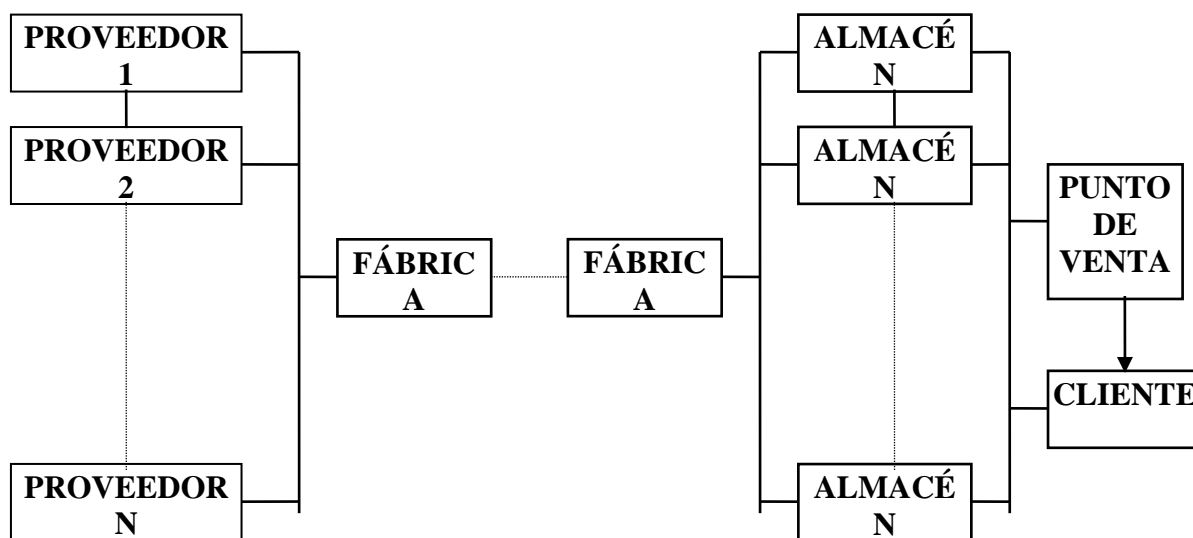 PROVEEDOR
1
PROVEEDOR
2
PROVEEDOR
N
FÁBRIC
A
FÁBRIC
A
ALMACÉ
N
ALMACÉ
N
ALMACÉ
N
PUNTO
DE
VENTA
CLIENTE